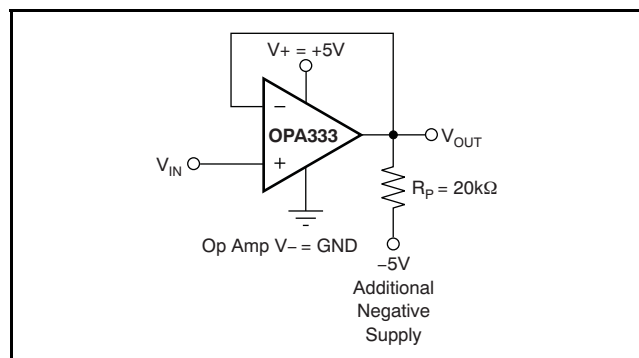 V+ = +5V
−
OPA333
V_OUT
V_IN
+
R_P = 20kΩ
Op Amp V− = GND
−5V
Additional
Negative
Supply